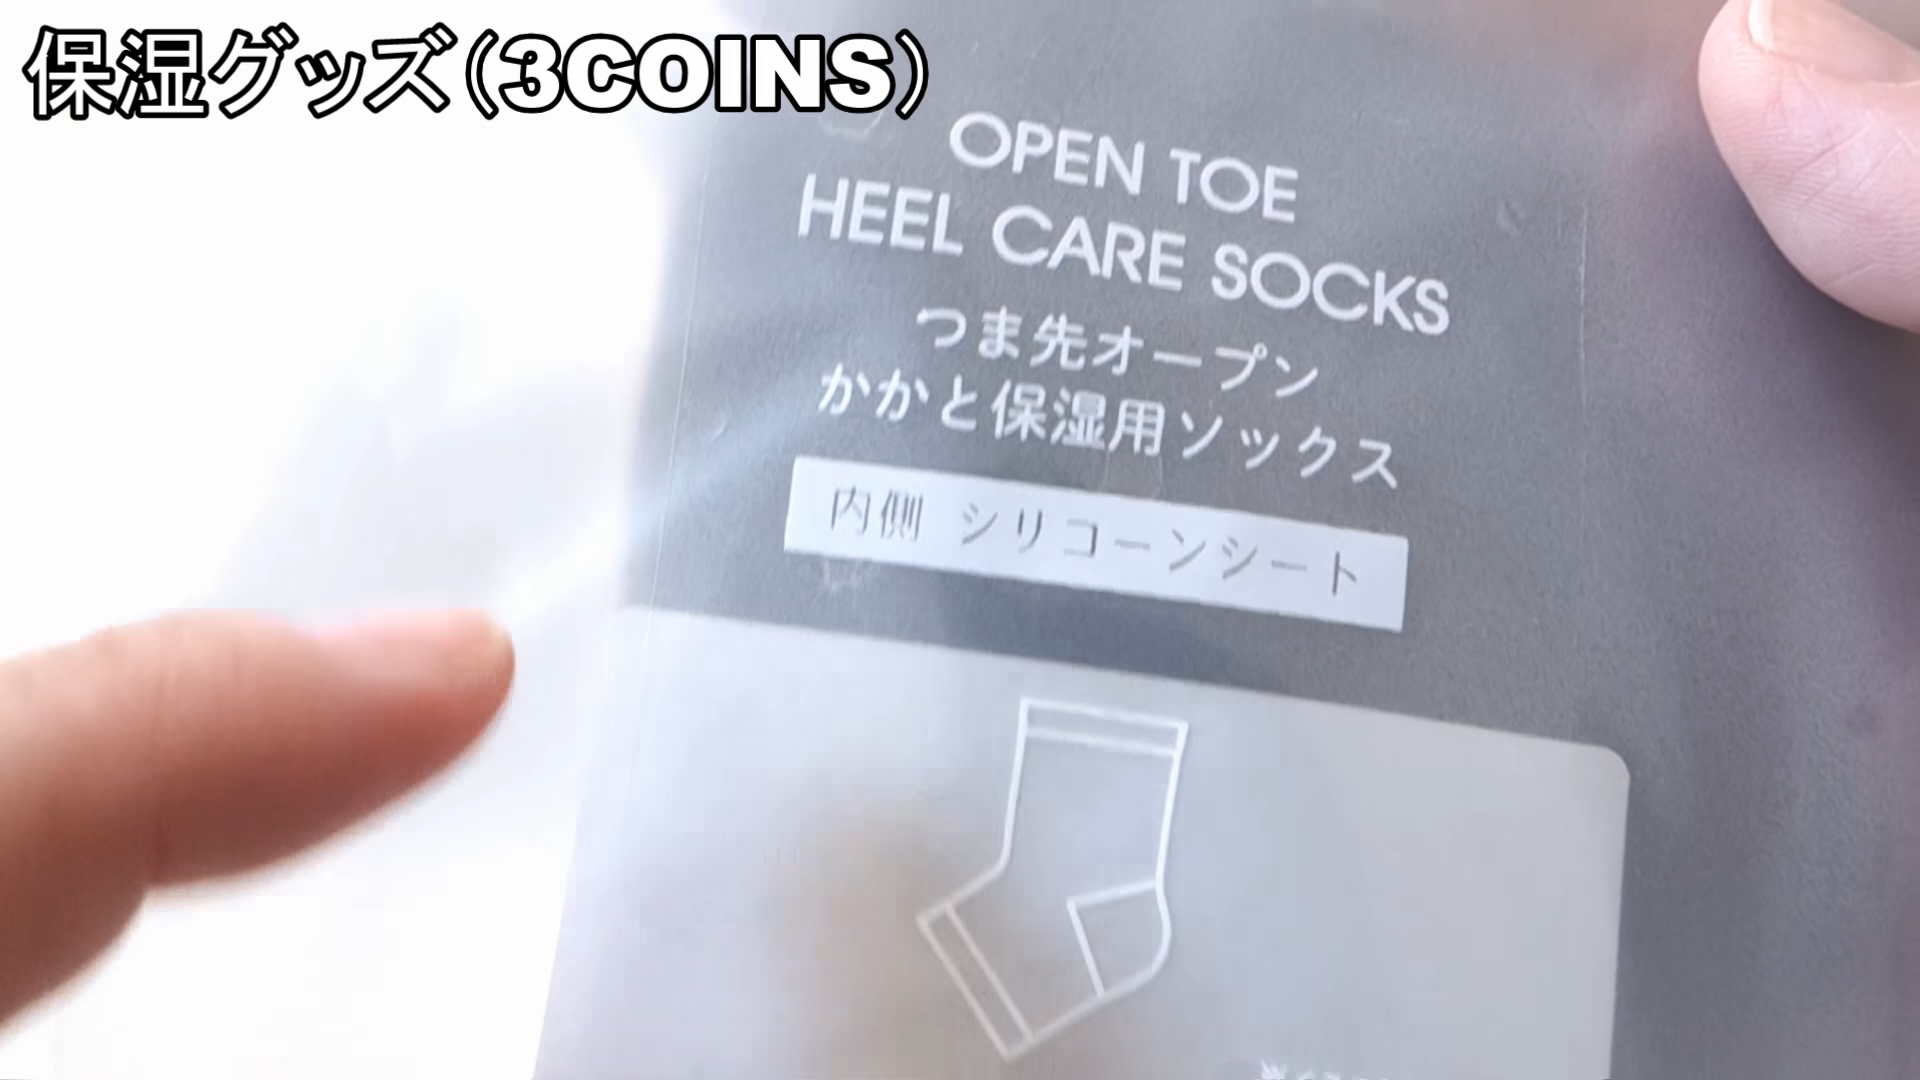 保湿グッズ（3COINS）
OPEN TOE
HEEL CARE SOCKS
つま先オープン
かかと保湿用ソックス
内側 シリコーンシート